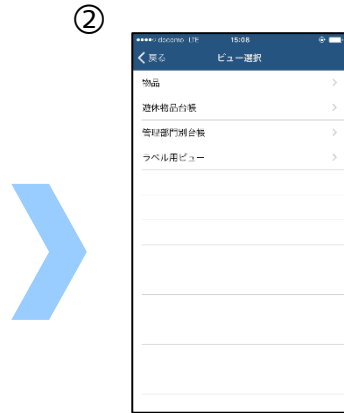 ②
docomo LTE 15:08
戻る ビュー選択
物品
遊休物品台帳
管理部門別台帳
ラベル用ビュー